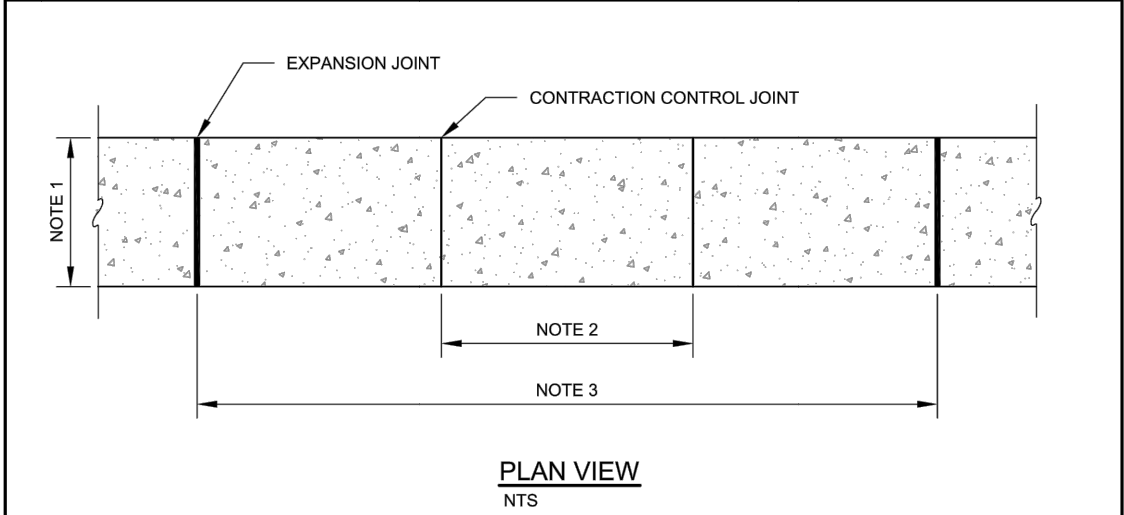 EXPANSION JOINT
CONTRACTION CONTROL JOINT
NOTE 1
NOTE 2
NOTE 3
PLAN VIEW
NTS